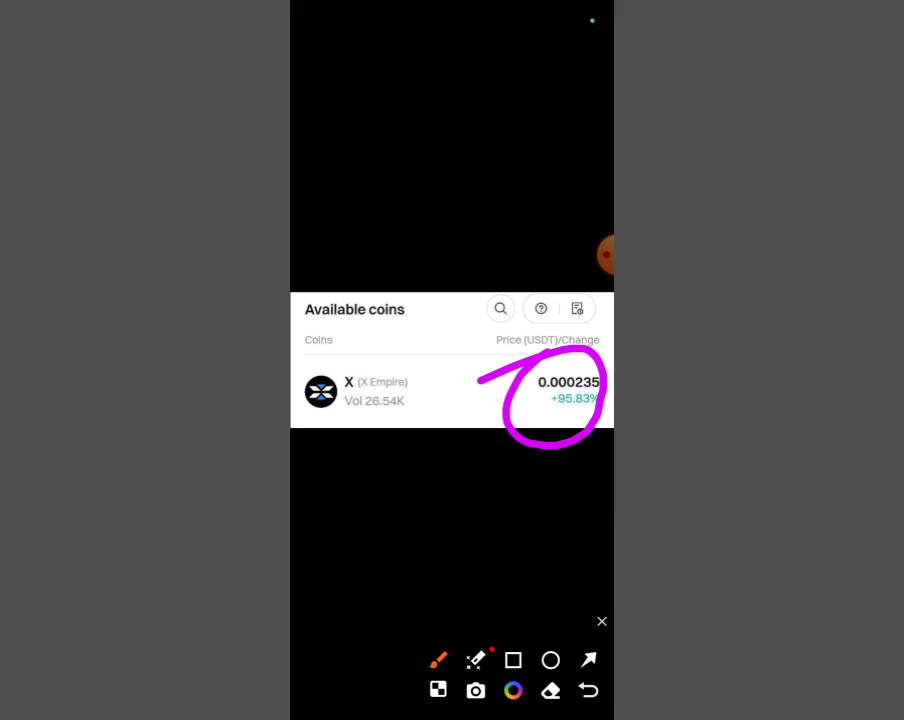 Available coins
Coins
Price (USDT)/Change
X (X Empire)
0.000235
Vol 26.54K
+95.83%